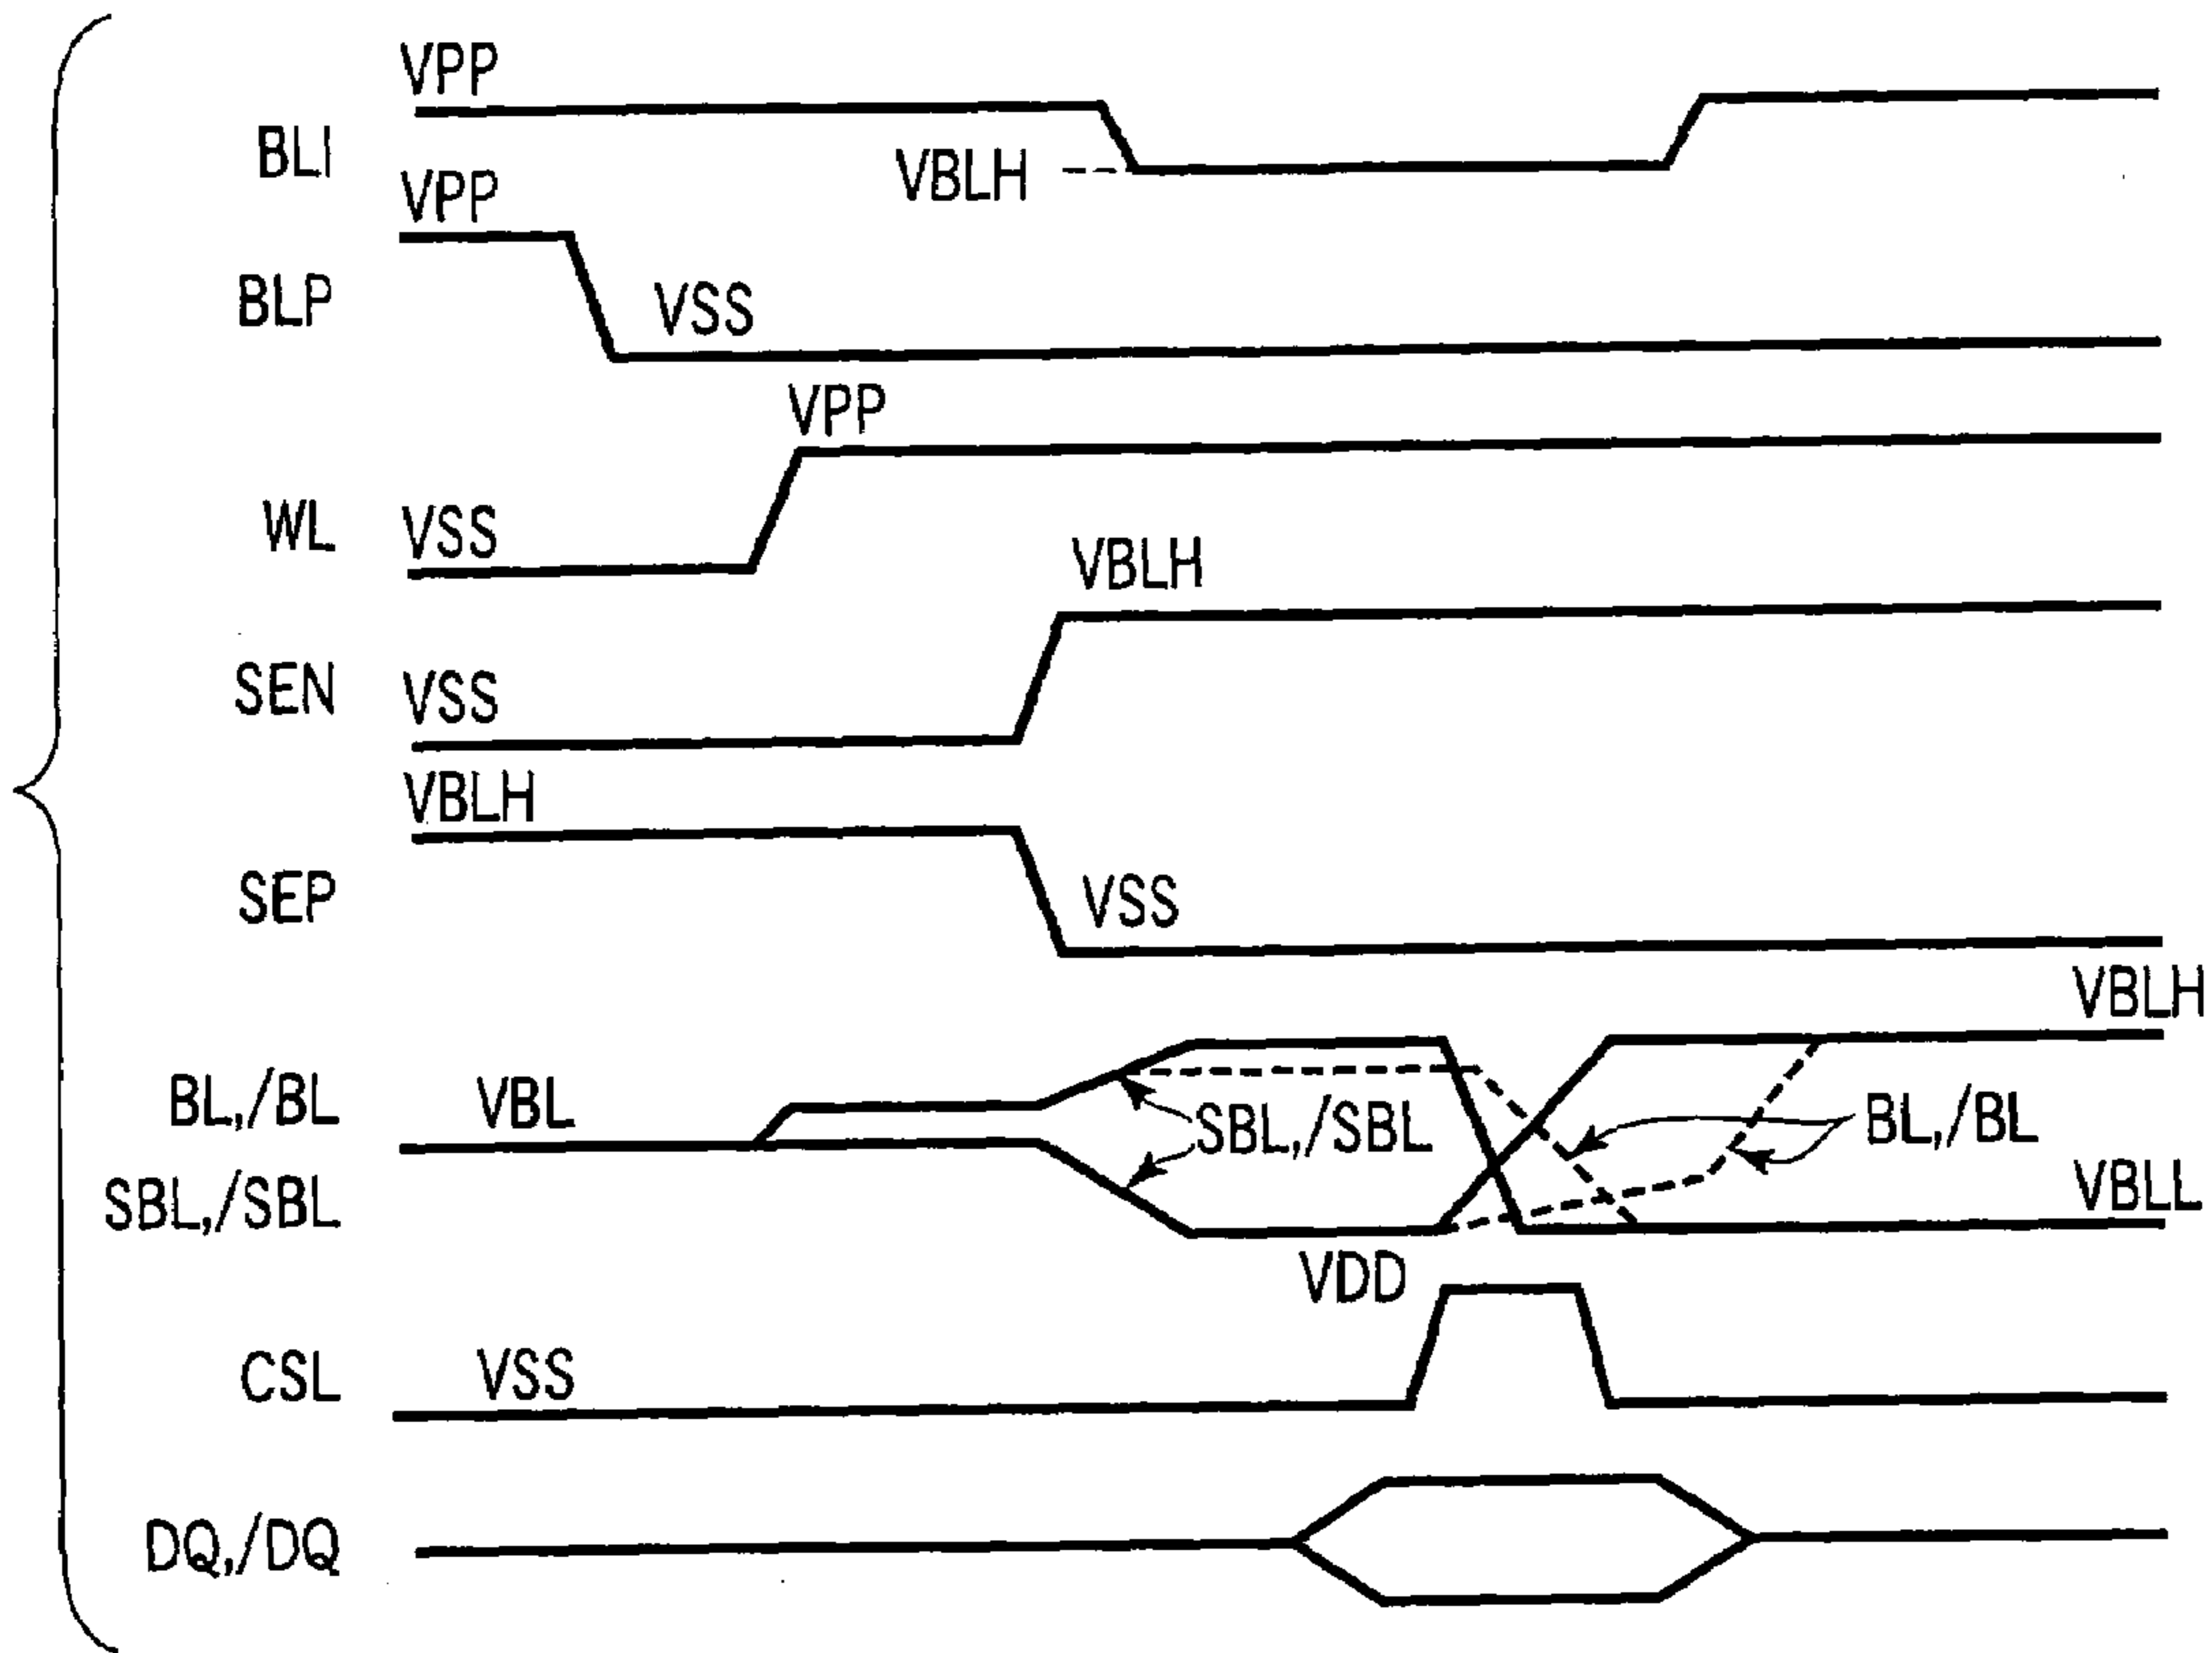 VPP
BLI
VBLH
VPP
BLP
VSS
VPP
WL
VSS
VBLH
SEN
VSS
VBLH
SEP
VSS
VBLH
BL,/BL
VBL
SBL,/SBL
BL,/BL
SBL,/SBL
VBLL
VDD
CSL
VSS
DQ,/DQ